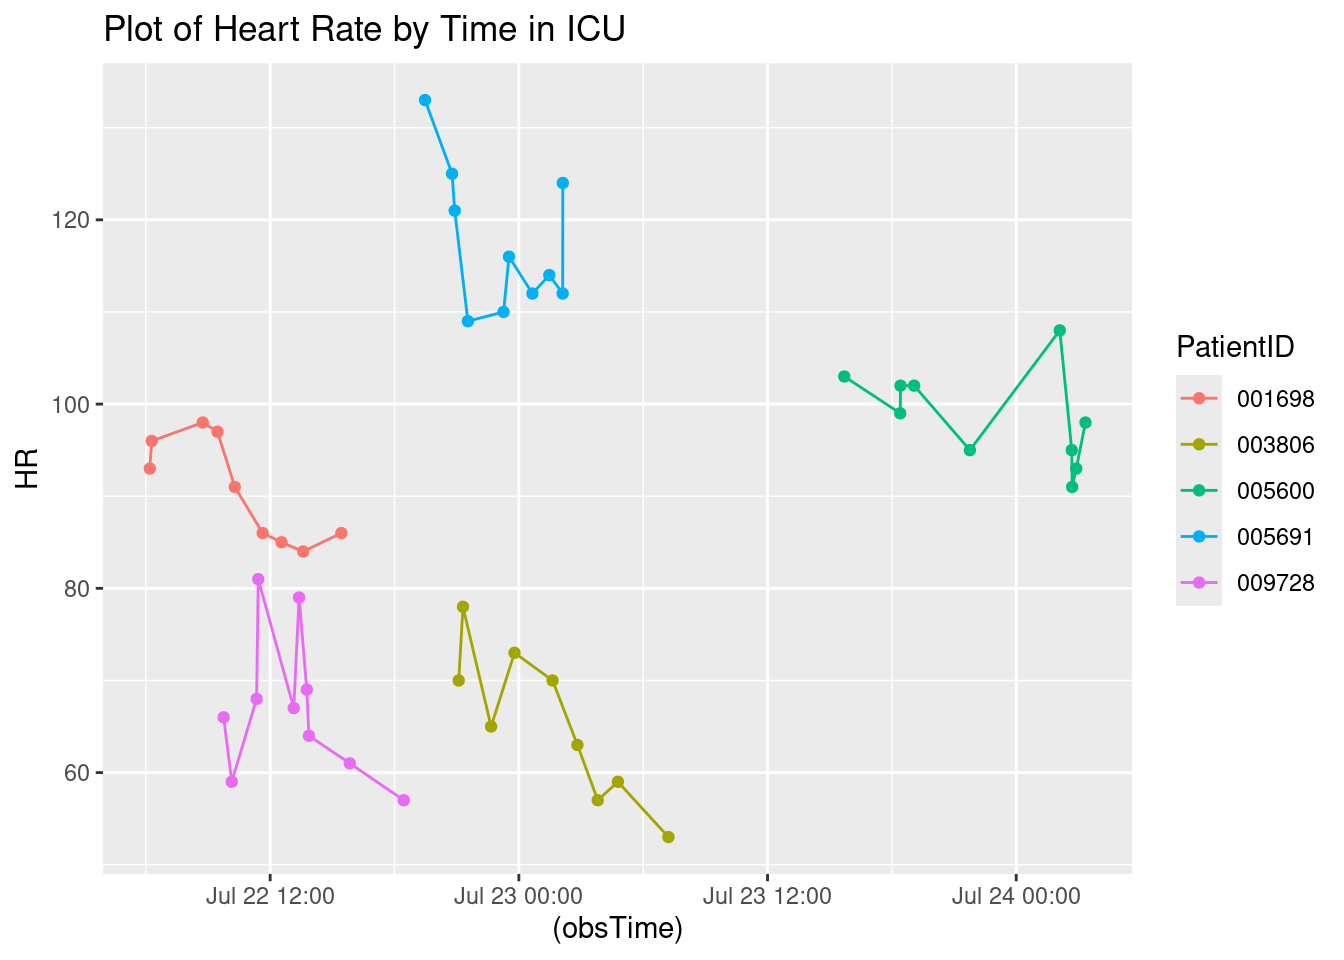 Plot of Heart Rate by Time in ICU
120
100
80
60
HR
Jul 22 12:00
Jul 23 00:00
Jul 23 12:00
Jul 24 00:00
(obsTime)
PatientID
001698
003806
005600
005691
009728